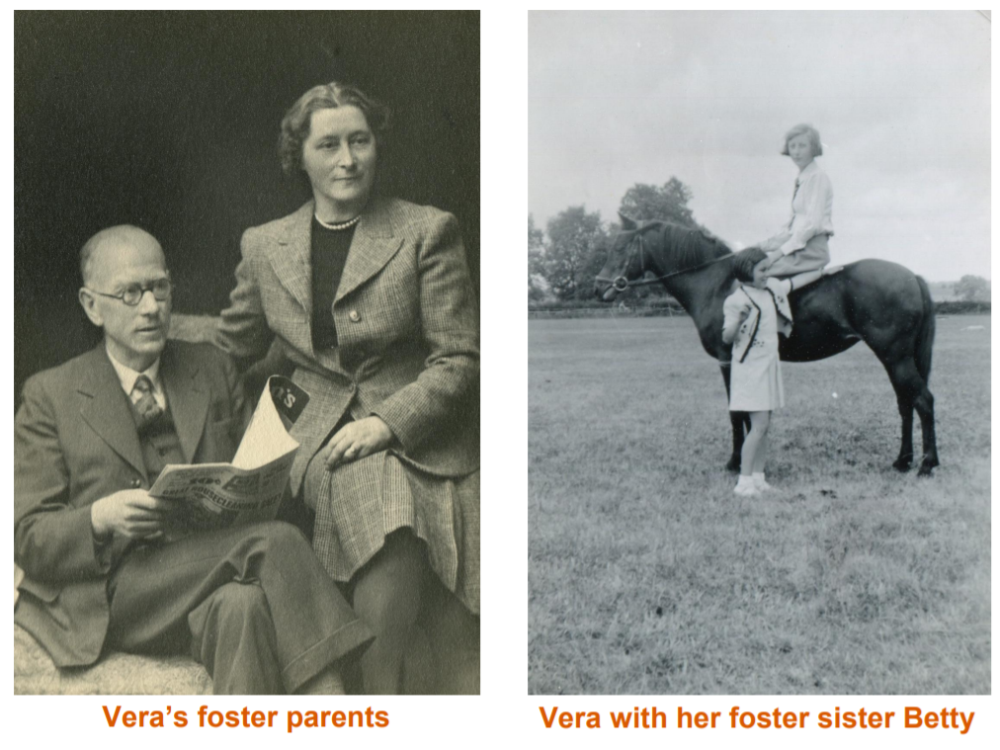 Vera’s foster parents
Vera with her foster sister Betty